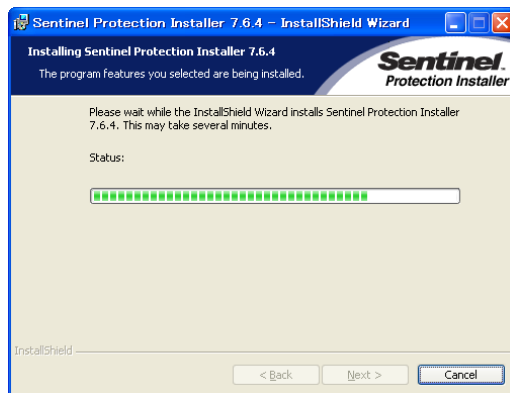 Sentinel Protection Installer 7.6.4 - InstallShield Wizard
Installing Sentinel Protection Installer 7.6.4
The program features you selected are being installed.
Sentinel.
Protection Installer
Please wait while the InstallShield Wizard installs Sentinel Protection Installer
7.6.4. This may take several minutes.
Status:
InstallShield
< Back
Next >
Cancel